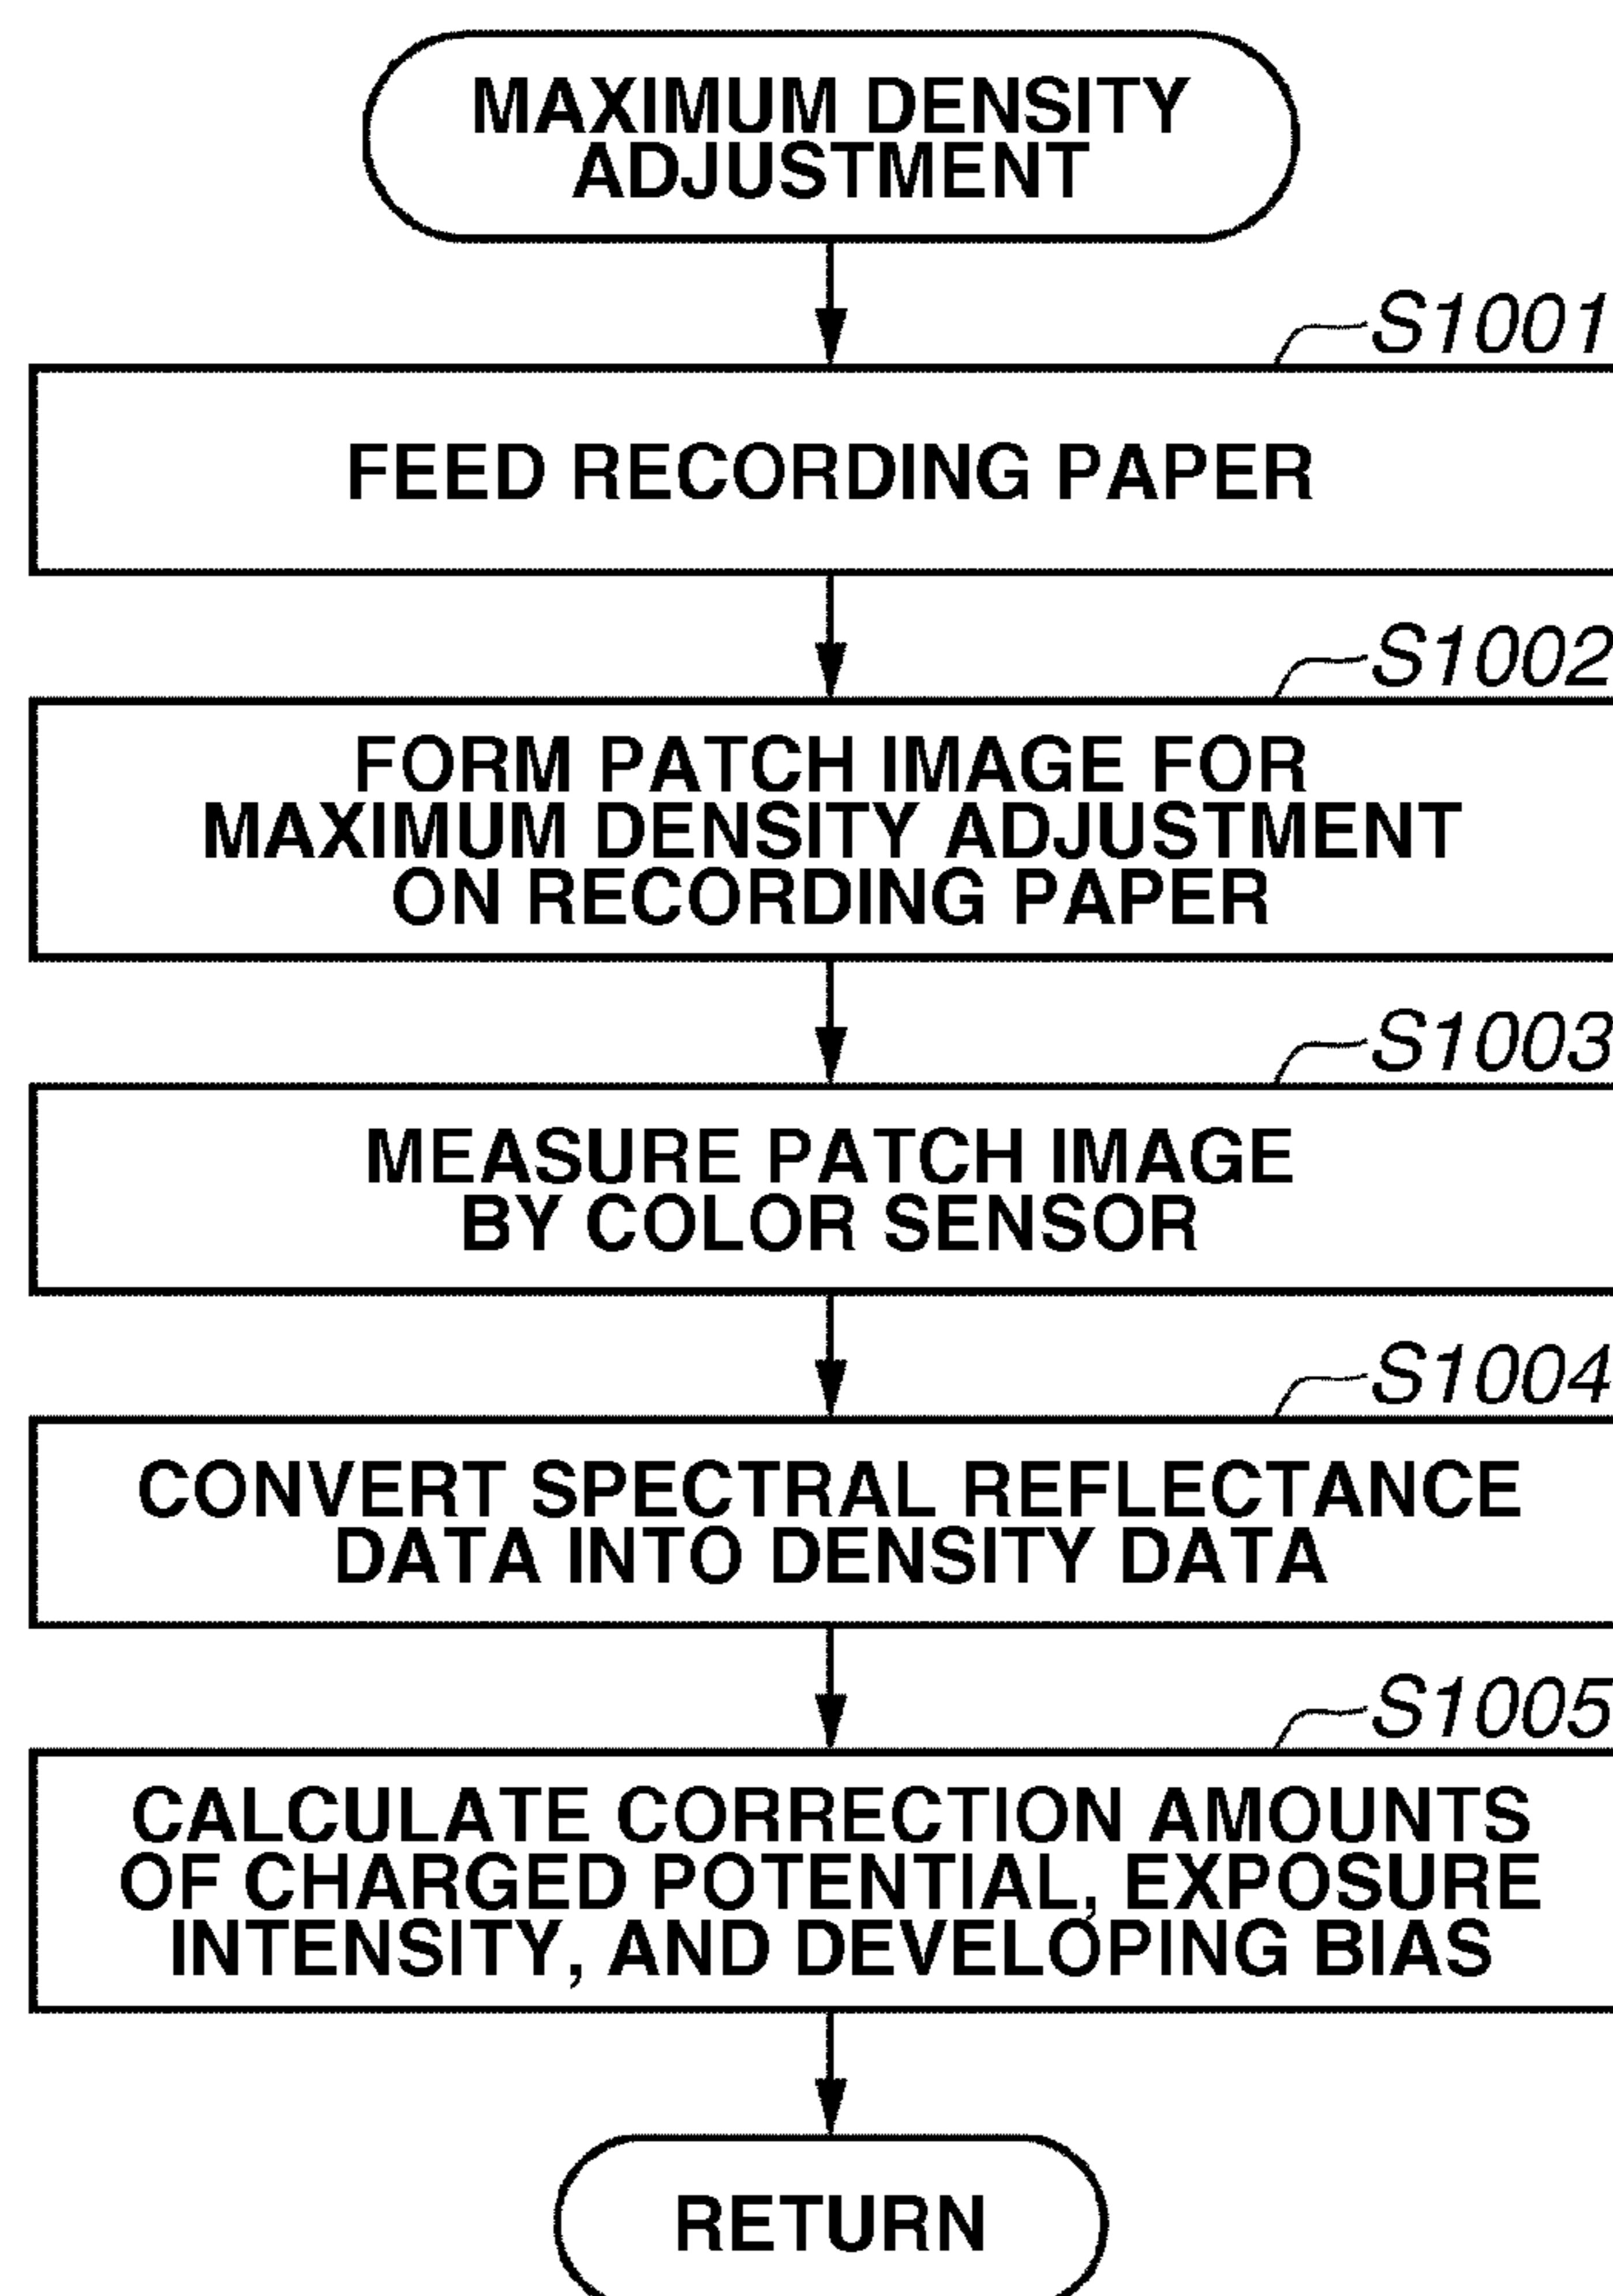 MAXIMUM DENSITY
ADJUSTMENT
S1001
FEED RECORDING PAPER
S1002
FORM PATCH IMAGE FOR
MAXIMUM DENSITY ADJUSTMENT
ON RECORDING PAPER
S1003
MEASURE PATCH IMAGE
BY COLOR SENSOR
S1004
CONVERT SPECTRAL REFLECTANCE
DATA INTO DENSITY DATA
S1005
CALCULATE CORRECTION AMOUNTS
OF CHARGED POTENTIAL, EXPOSURE
INTENSITY, AND DEVELOPING BIAS
RETURN